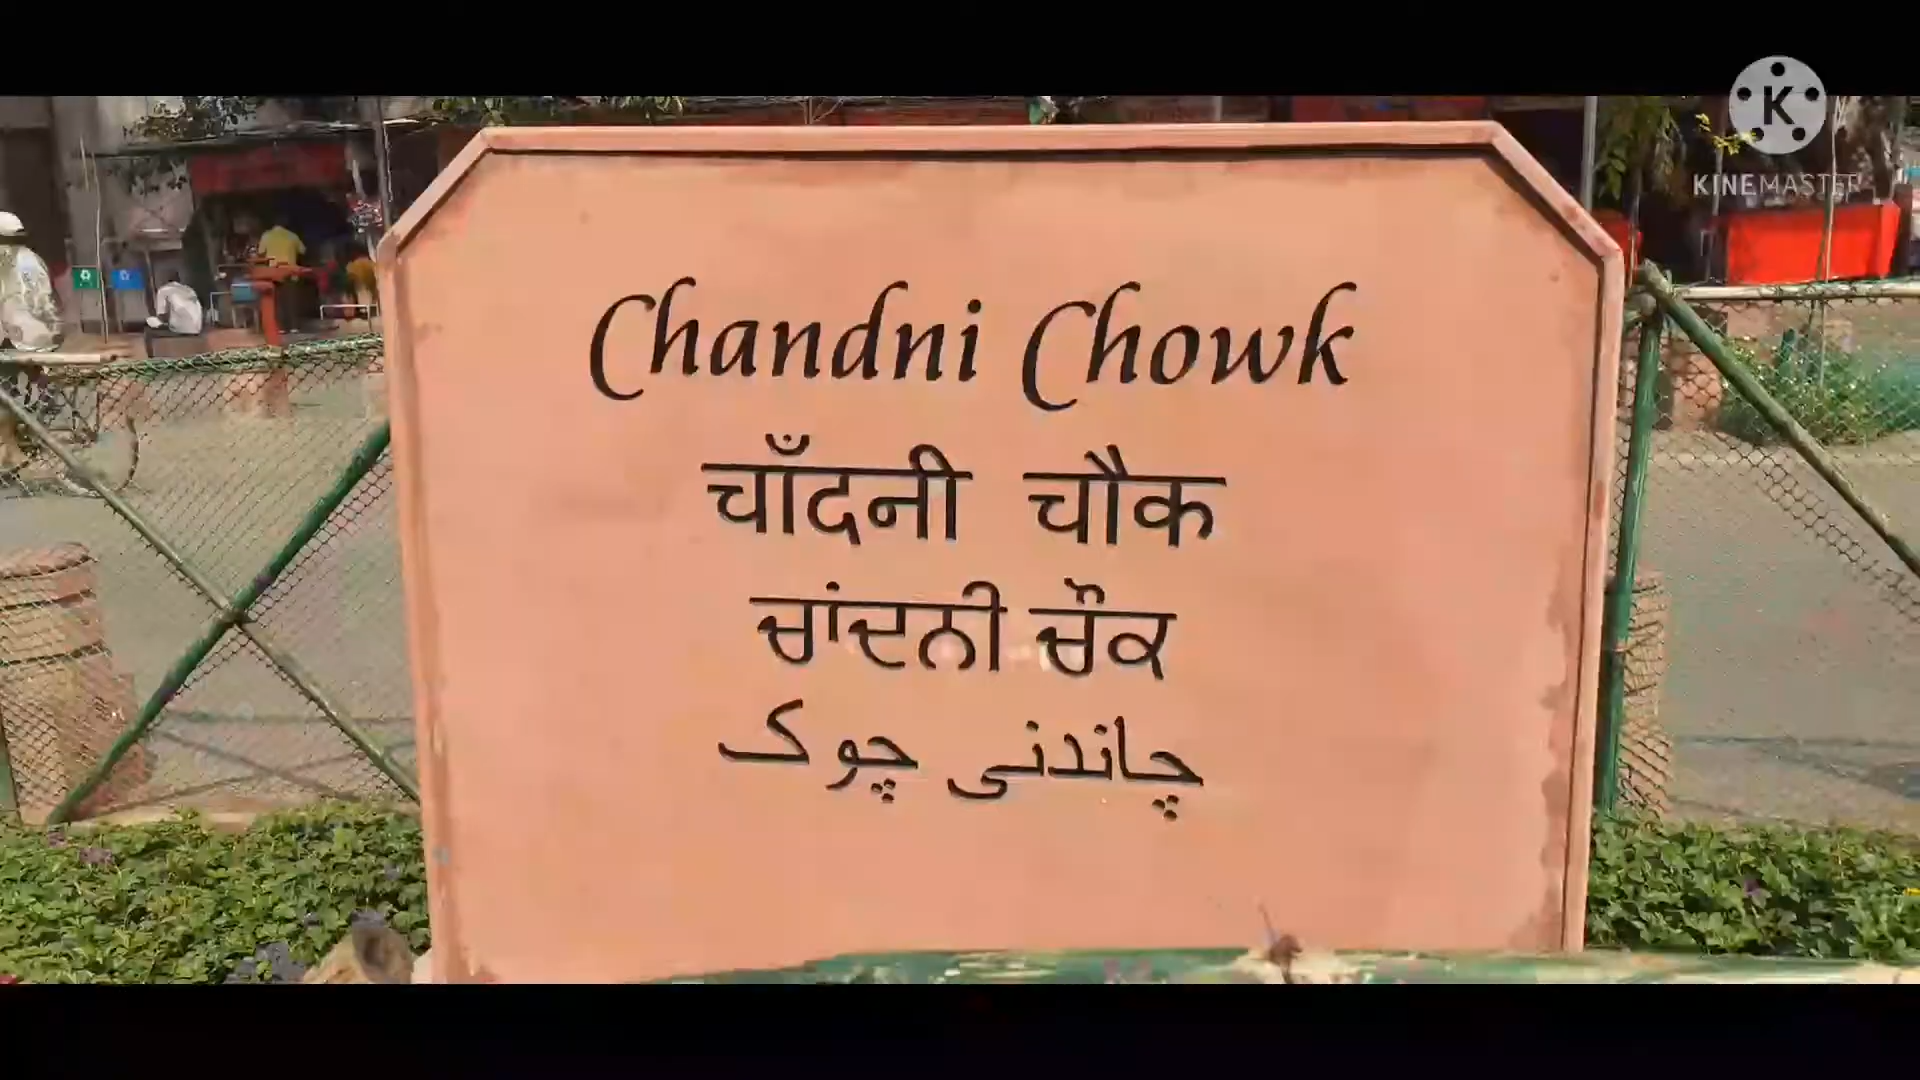 KINEMASTER
Chandni Chowk
चाँदनी चौक
ਚਾਂਦਨੀ ਚੌਕ
چاندنی چوک